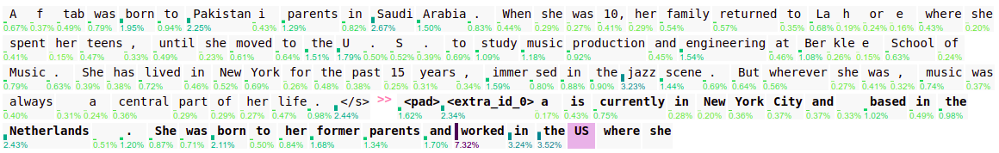 A f tab was born to Pakistan i parents in Saudi Arabia . When she was 10, her family returned to La h or e where she
0.67% 0.37% 0.49% 0.79% 1.95% 0.94% 2.25% 0.43% 1.29% 0.82% 2.67% 1.50% 0.83% 0.44% 0.29% 0.27% 0.41% 0.29% 0.54% 0.57% 0.35% 0.68% 0.19% 0.24% 0.16% 0.43% 0.20%
spent her teens , until she moved to the U . S . to study music production and engineering at Ber kle e School of
0.41% 0.15% 0.47% 0.33% 0.49% 0.23% 0.61% 0.64% 1.51% 1.79% 0.50% 0.52% 0.39% 0.69% 1.09% 1.18% 0.92% 0.45% 1.54% 0.46% 1.08% 0.26% 0.15% 0.63% 0.24%
Music . She has lived in New York for the past 15 years , immer sed in the jazz scene . But wherever she was , music was
0.79% 0.63% 0.39% 0.38% 0.72% 0.46% 0.52% 0.69% 0.26% 0.48% 0.38% 0.25% 0.31% 0.34% 1.59% 0.80% 0.88% 0.90% 3.23% 1.44% 0.69% 0.64% 0.56% 0.27% 0.41% 0.32% 0.74% 0.37%
always a central part of her life . </s> >> <pad> <extra_id_0> a is currently in New York City and based in the
0.40% 0.31% 0.24% 0.36% 0.29% 0.29% 0.27% 0.47% 0.98% 2.44% 1.62% 2.34% 0.17% 0.43% 0.75% 0.28% 0.20% 0.36% 0.37% 0.37% 0.33% 1.02% 0.49% 0.98%
Netherlands . She was born to her former parents and worked in the US where she
2.43% 0.51% 1.20% 0.87% 0.71% 2.11% 0.50% 0.84% 1.68% 1.34% 1.70% 7.32% 3.24% 3.52%